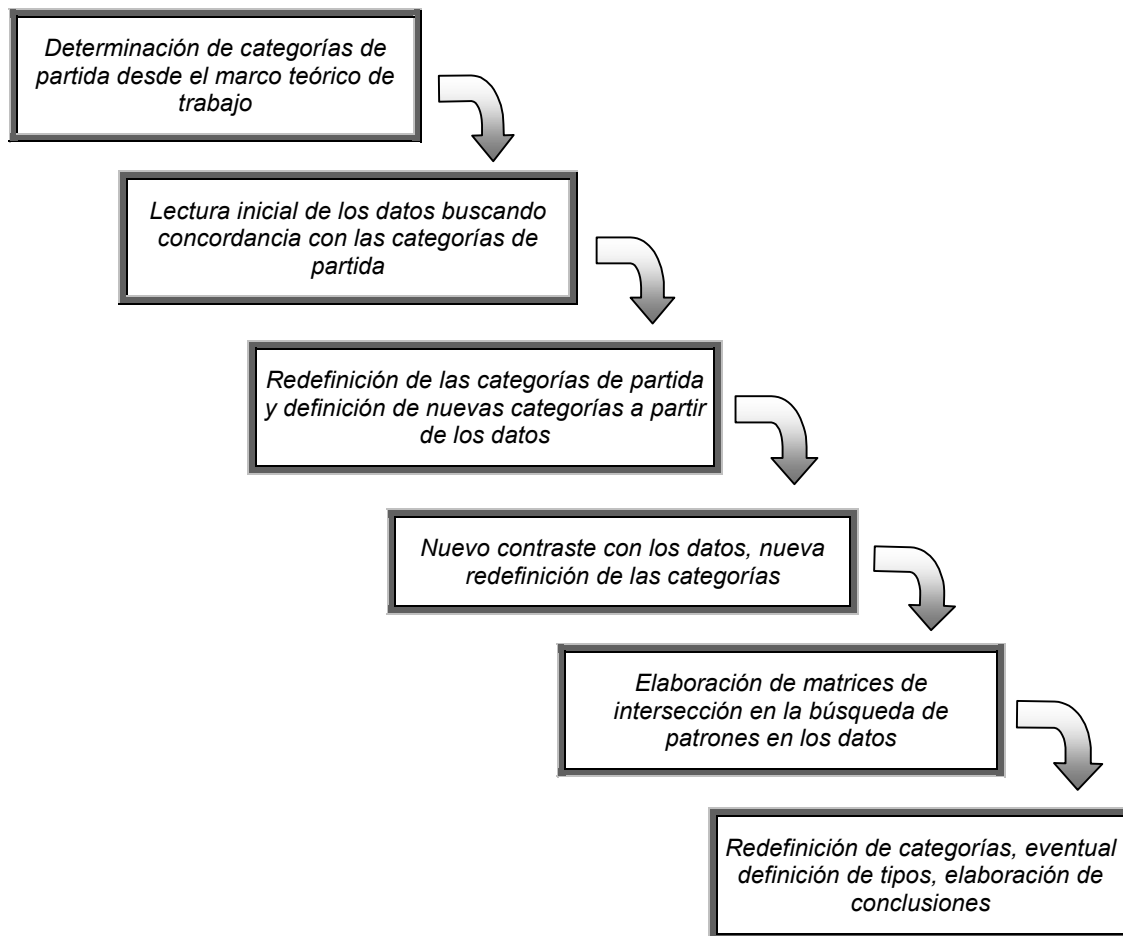 Determinación de categorías de
partida desde el marco teórico de
trabajo
Lectura inicial de los datos buscando
concordancia con las categorías de
partida
Redefinición de las categorías de partida
y definición de nuevas categorías a partir
de los datos
Nuevo contraste con los datos, nueva
redefinición de las categorías
Elaboración de matrices de
intersección en la búsqueda de
patrones en los datos
Redefinición de categorías, eventual
definición de tipos, elaboración de
conclusiones